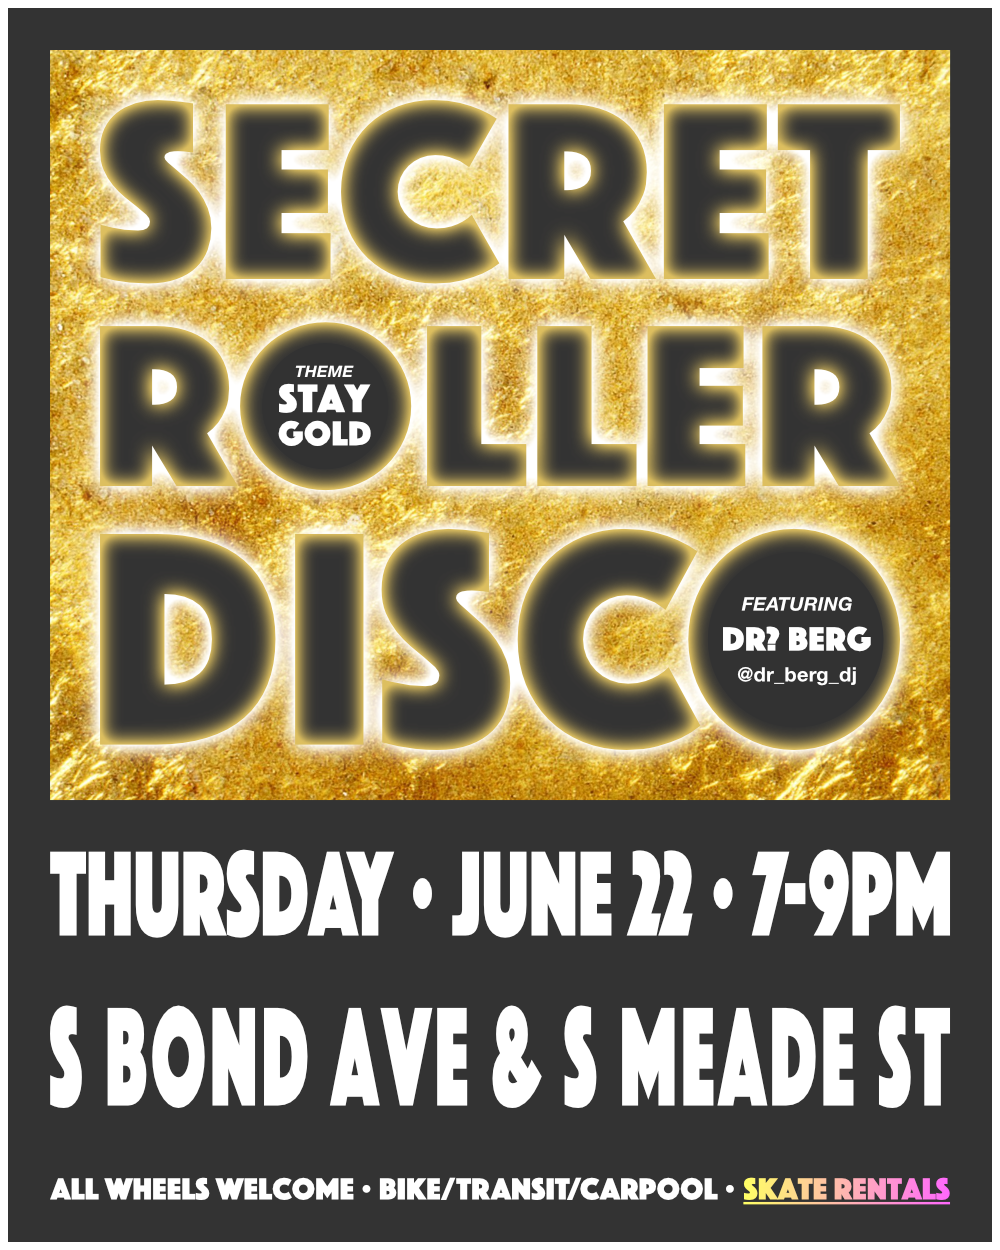 SECRET
ROLLER
THEME
STAY
GOLD
DISCO
FEATURING
DR? BERG
@dr_berg_dj
THURSDAY • JUNE 22 • 7-9PM
S BOND AVE & S MEADE ST
ALL WHEELS WELCOME • BIKE/TRANSIT/CARPOOL • SKATE RENTALS